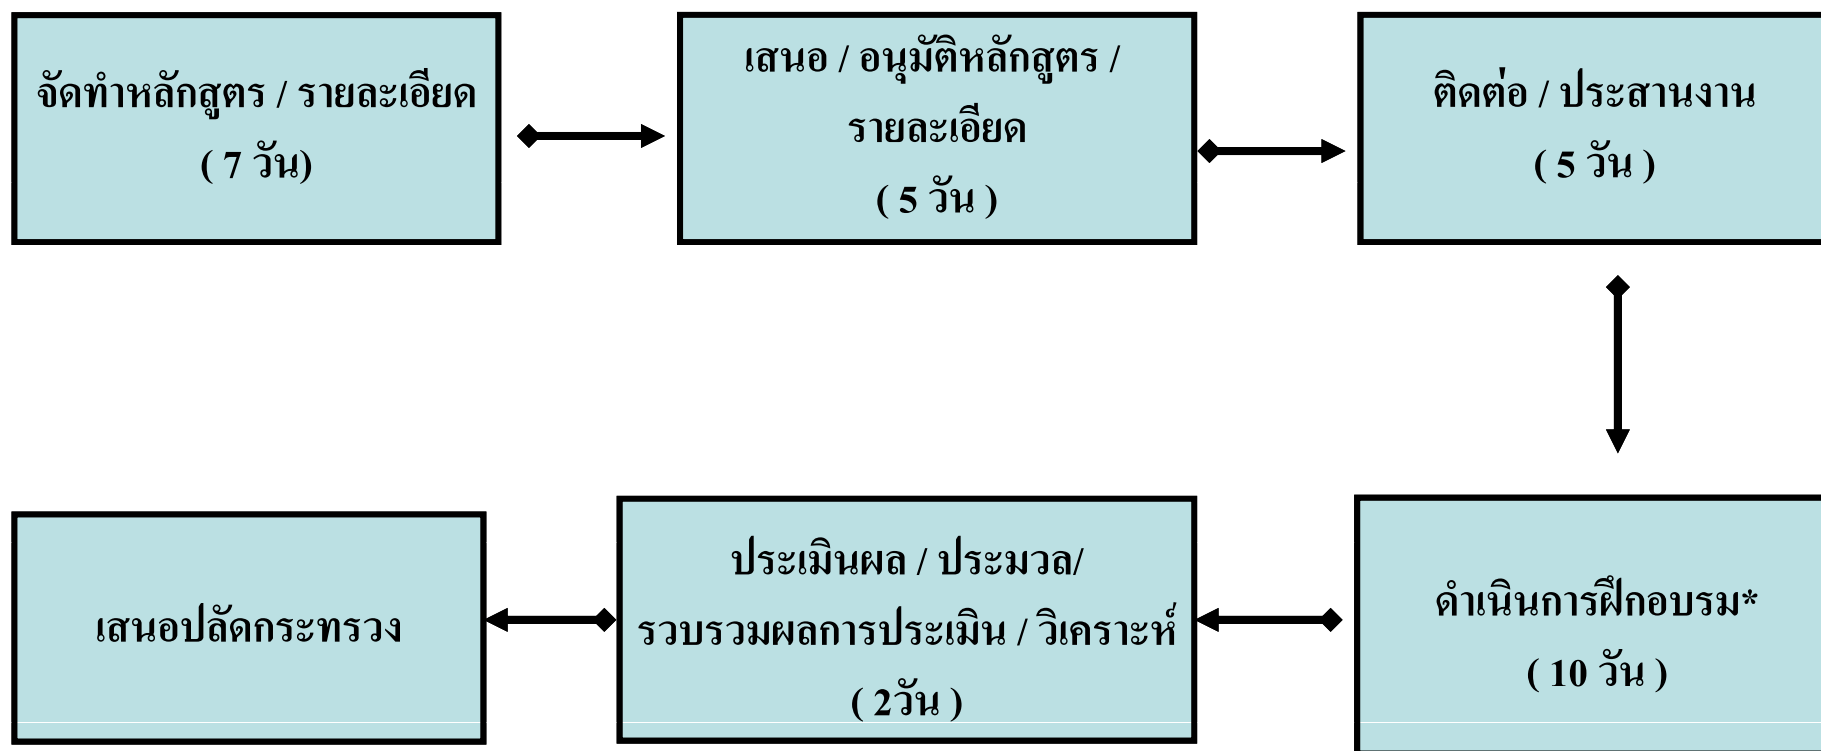 จัดทำหลักสูตร / รายละเอียด
( 7 วัน)
เสนอ / อนุมัติหลักสูตร /
รายละเอียด
( 5 วัน )
ติดต่อ / ประสานงาน
( 5 วัน )
ดำเนินการฝึกอบรม*
( 10 วัน )
ประเมินผล / ประมวล/
รวบรวมผลการประเมิน / วิเคราะห์
( 2วัน )
เสนอปลัดกระทรวง